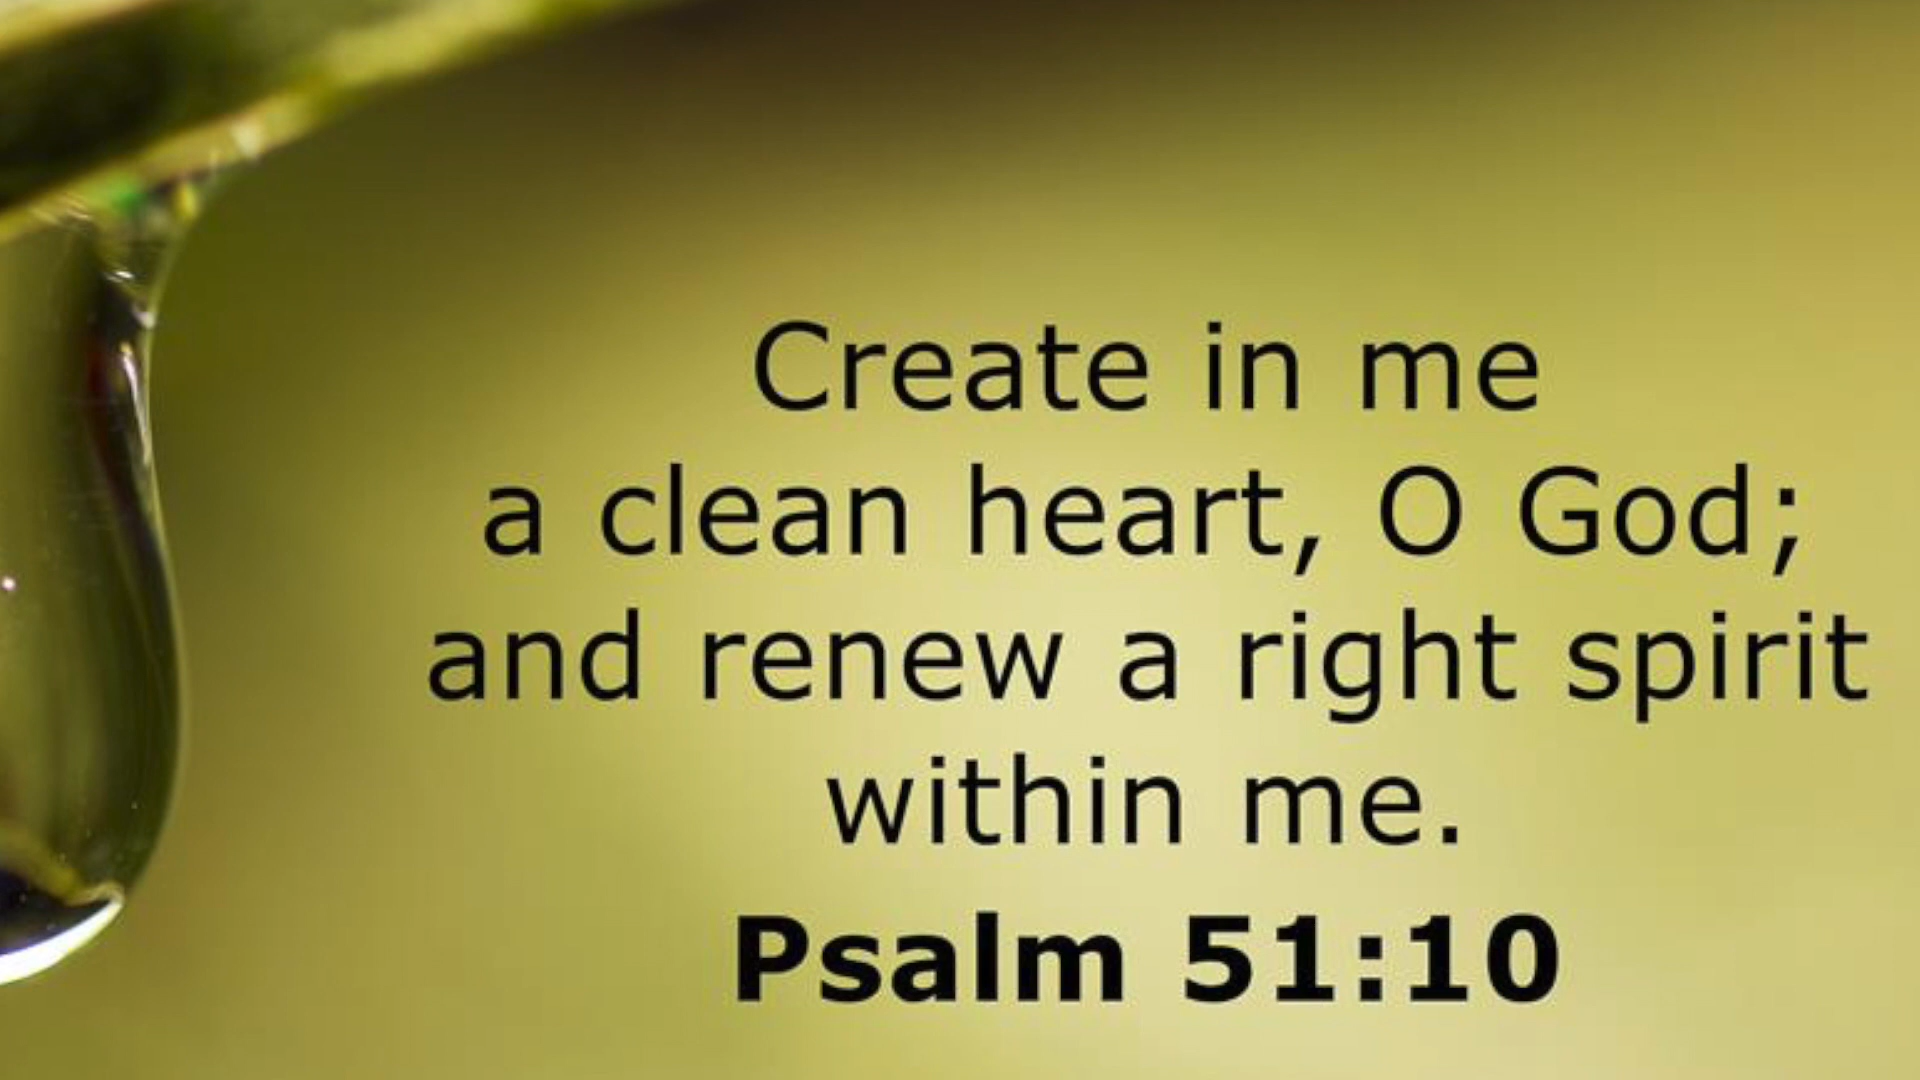 Create in me
a clean heart, O God;
and renew a right spirit
within me.
Psalm 51:10